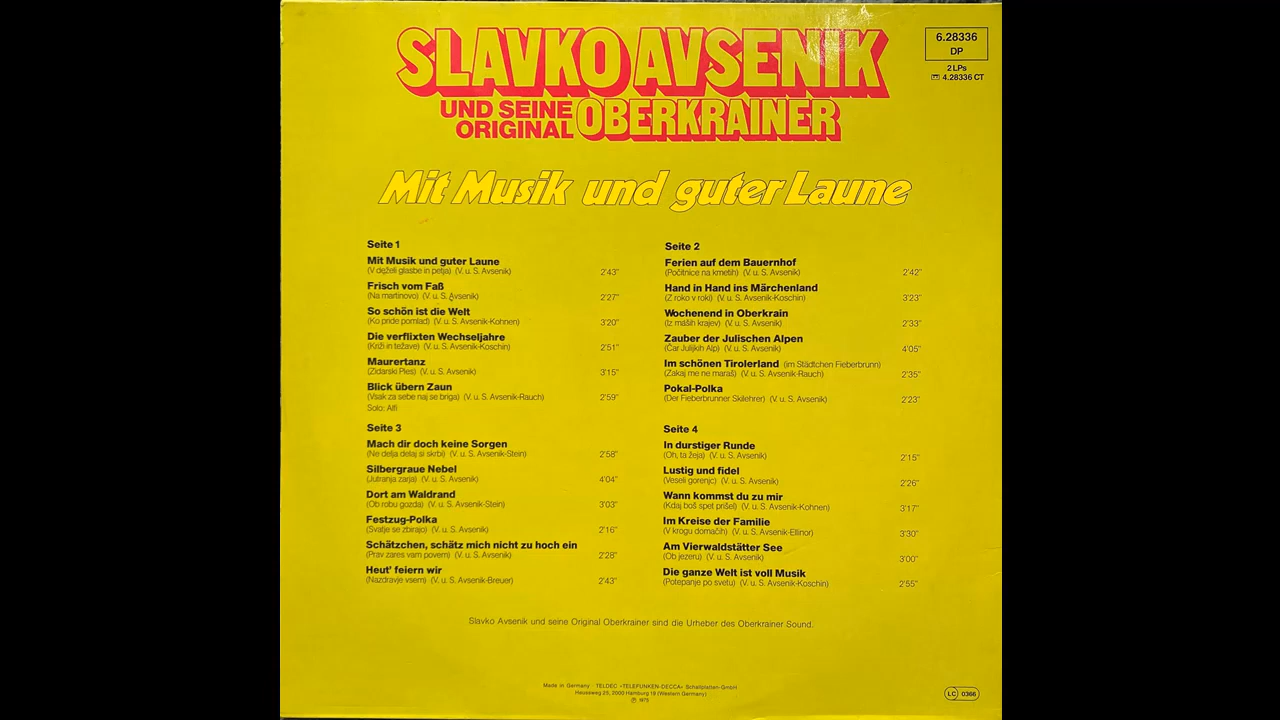 SLAVKO AVSENIK
UND SEINE
ORIGINAL OBERKRAINER
6.28336
DP
2 LPs
4.28336 CT
Mit Musik und guter Laune
Seite 1
Mit Musik und guter Laune
(V deželi glasbe in petja) (V. u. S. Avsenik) 2'43"
Frisch vom Faß
(Na martinovo) (V. u. S. Avsenik) 2'27"
So schön ist die Welt
(Ko pride pomlad) (V. u. S. Avsenik-Kohnen) 3'20"
Die verflixten Wechseljahre
(Križi in težave) (V. u. S. Avsenik-Koschin) 2'51"
Maurertanz
(Zidarski Ples) (V. u. S. Avsenik) 3'15"
Blick übern Zaun
(Vsak za sebe naj se briga) (V. u. S. Avsenik-Rauch) 2'59"
Solo: Alfi
Seite 2
Ferien auf dem Bauernhof
(Počitnice na kmetih) (V. u. S. Avsenik) 2'42"
Hand in Hand ins Märchenland
(Z roko v roki) (V. u. S. Avsenik-Koschin) 3'23"
Wochenend in Oberkrain
(Iz máših krajev) (V. u. S. Avsenik) 2'33"
Zauber der Julischen Alpen
(Čar Julijkih Alp) (V. u. S. Avsenik) 4'05"
Im schönen Tirolerland (im Städtchen Fieberbrunn)
(Zakaj me ne maraš) (V. u. S. Avsenik-Rauch) 2'35"
Pokal-Polka
(Der Fieberbrunner Skilehrer) (V. u. S. Avsenik) 2'23"
Seite 3
Mach dir doch keine Sorgen
(Ne delja delaj si skrbi) (V. u. S. Avsenik-Stein) 2'58"
Silbergraue Nebel
(Jutranja zarja) (V. u. S. Avsenik) 4'04"
Dort am Waldrand
(Ob robu gozda) (V. u. S. Avsenik-Stein) 3'03"
Festzug-Polka
(Svatje se zbirajo) (V. u. S. Avsenik) 2'16"
Schätzchen, schätz mich nicht zu hoch ein
(Prav zares vam povem) (V. u. S. Avsenik) 2'28"
Heut' feiern wir
(Nazdravje vsem) (V. u. S. Avsenik-Breuer) 2'43"
Seite 4
In durstiger Runde
(Oh, ta žeja) (V. u. S. Avsenik) 2'15"
Lustig und fidel
(Veseli gorenjc) (V. u. S. Avsenik) 2'26"
Wann kommst du zu mir
(Kdaj boš spet prišel) (V. u. S. Avsenik-Kohnen) 3'17"
Im Kreise der Familie
(V krogu domačih) (V. u. S. Avsenik-Ellinor) 3'30"
Am Vierwaldstätter See
(Ob jezeru) (V. u. S. Avsenik) 3'00"
Die ganze Welt ist voll Musik
(Potepanje po svetu) (V. u. S. Avsenik-Koschin) 2'55"
Slavko Avsenik und seine Original Oberkrainer sind die Urheber des Oberkrainer Sound.
Made in Germany · TELDEC »TELEFUNKEN-DECCA« Schallplatten-GmbH
Heussweg 25, 2000 Hamburg 19 (Western Germany)
℗ 1975
LC 0366